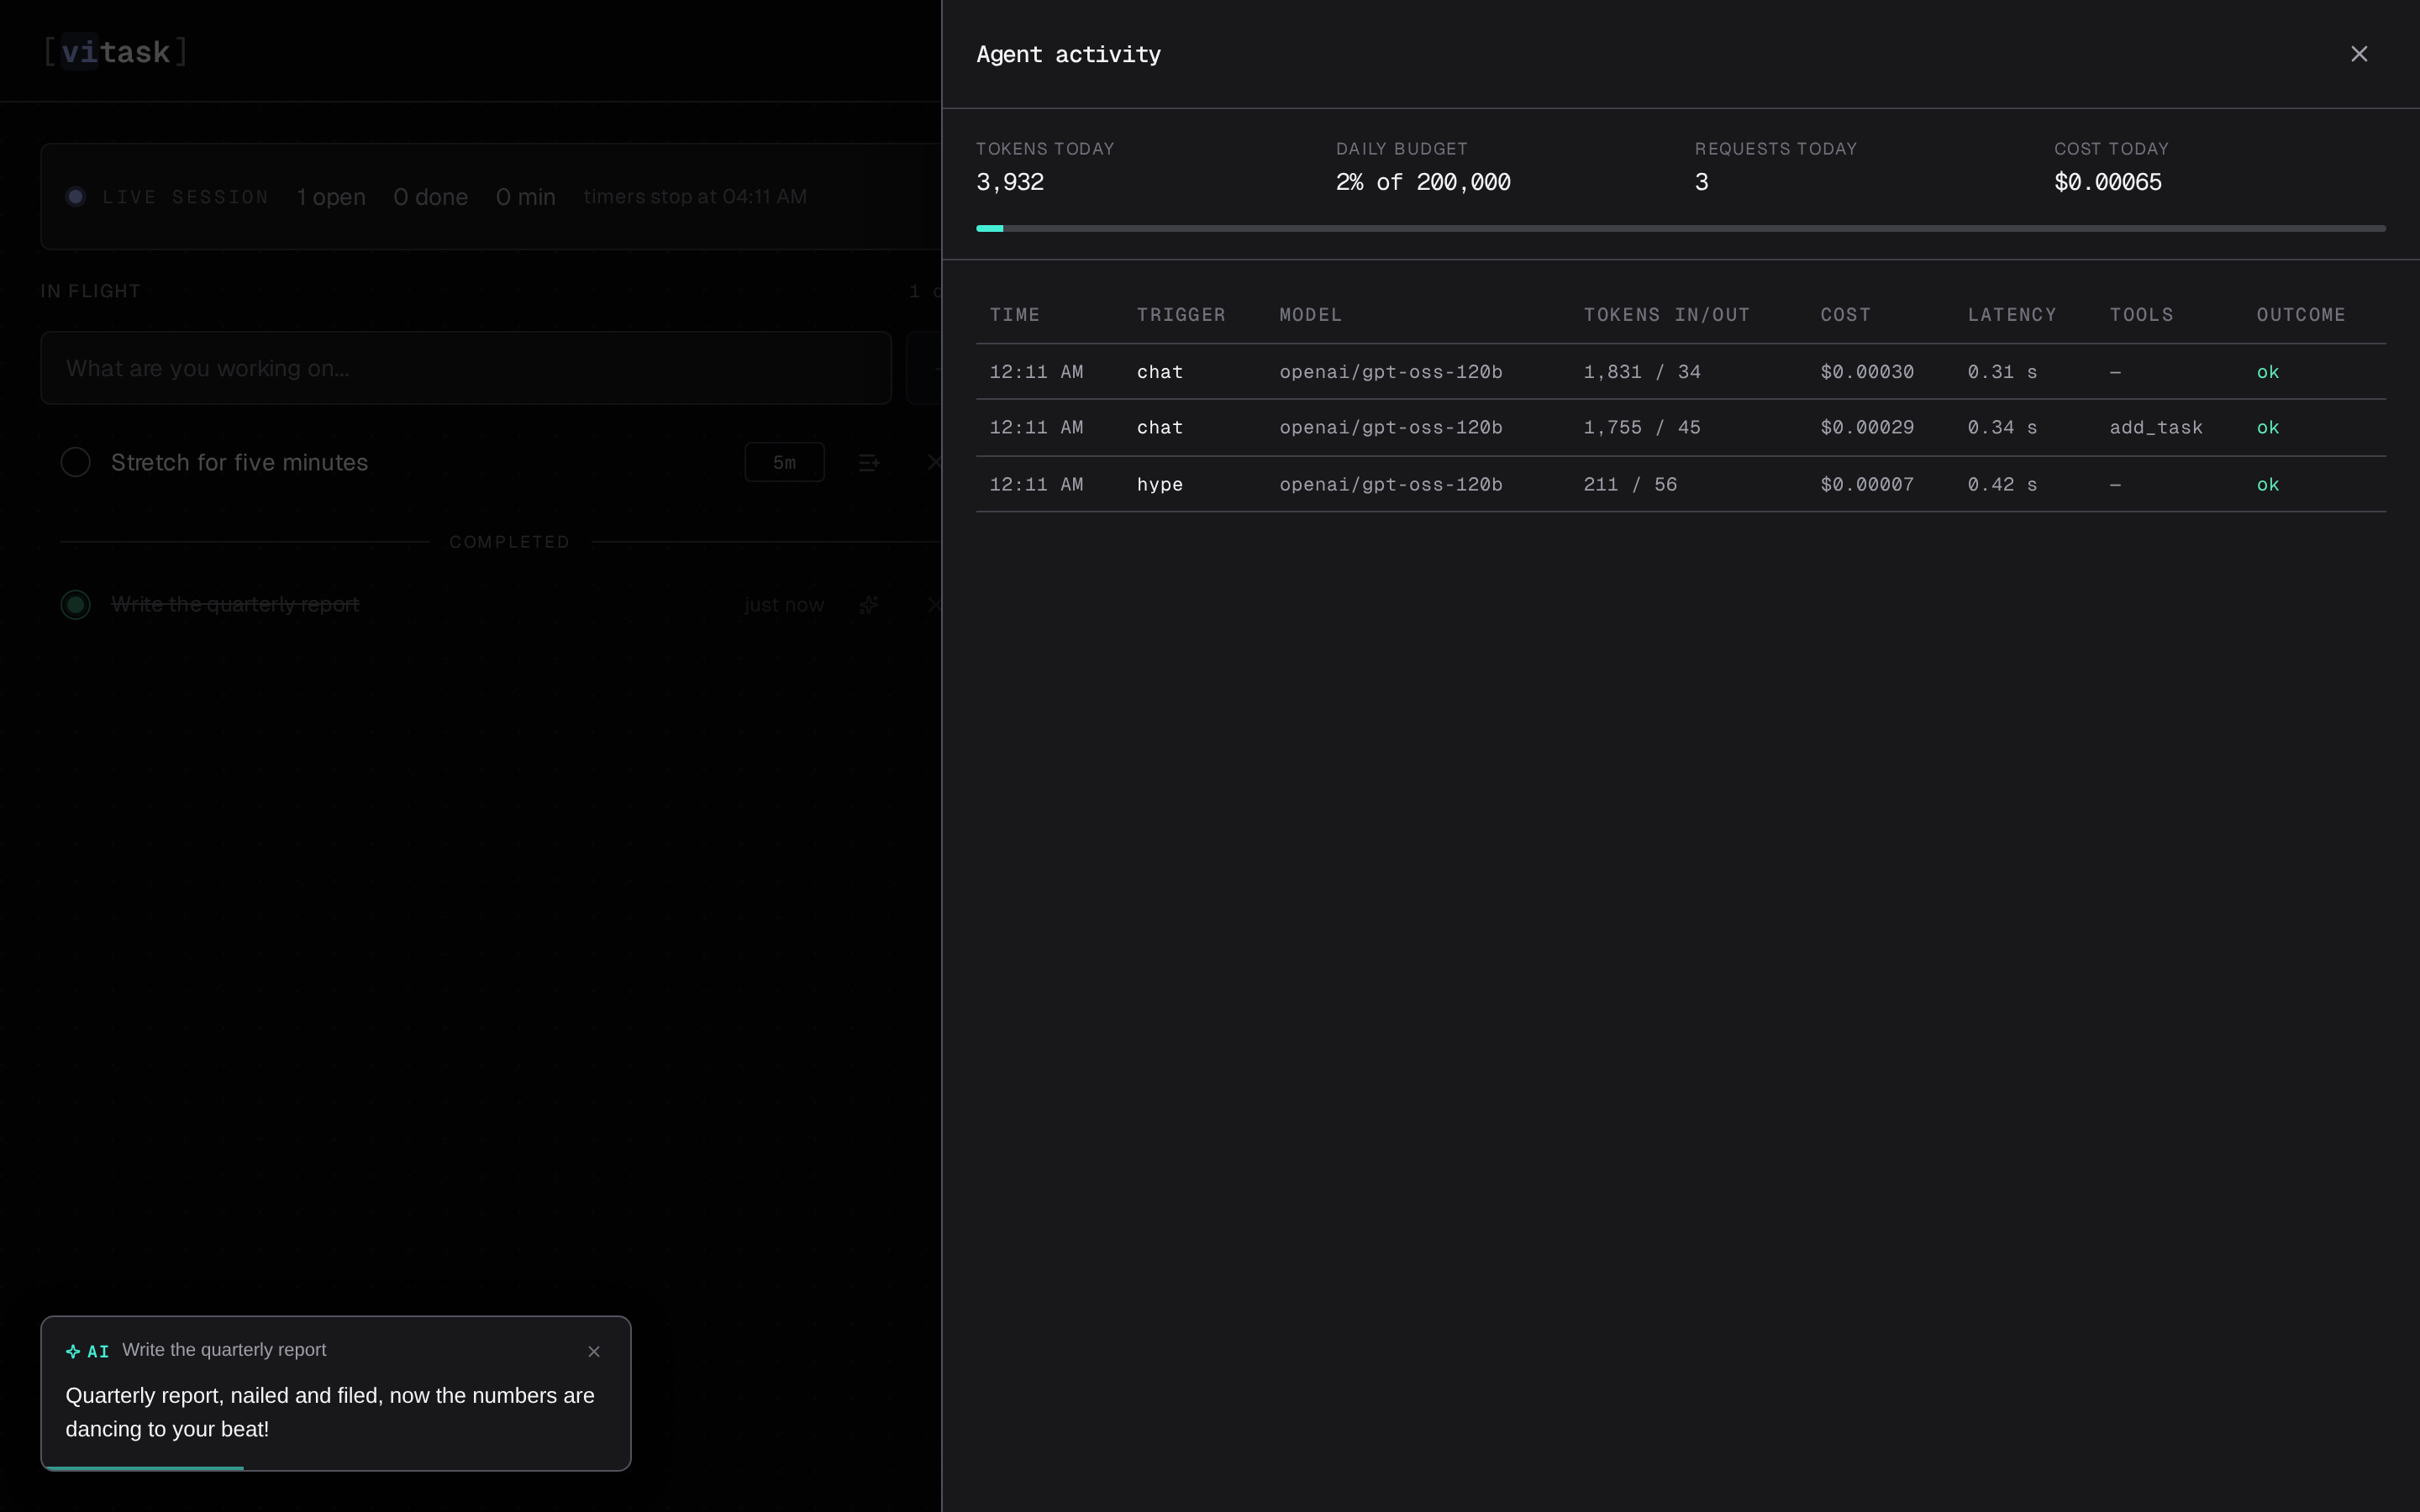 [vitask]
LIVE SESSION 1 open 0 done 0 min timers stop at 04:11 AM
IN FLIGHT 1
What are you working on...
Stretch for five minutes 5m
COMPLETED
Write the quarterly report just now
AI Write the quarterly report
Quarterly report, nailed and filed, now the numbers are
dancing to your beat!
Agent activity
TOKENS TODAY DAILY BUDGET REQUESTS TODAY COST TODAY
3,932 2% of 200,000 3 $0.00065
TIME TRIGGER MODEL TOKENS IN/OUT COST LATENCY TOOLS OUTCOME
12:11 AM chat openai/gpt-oss-120b 1,831 / 34 $0.00030 0.31 s — ok
12:11 AM chat openai/gpt-oss-120b 1,755 / 45 $0.00029 0.34 s add_task ok
12:11 AM hype openai/gpt-oss-120b 211 / 56 $0.00007 0.42 s — ok